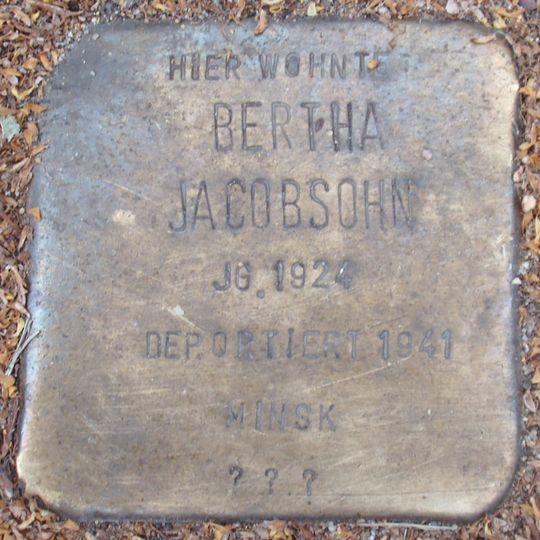 HIER WOHNTE
BERTHA
JACOBSOHN
JG. 1924
DEPORTIERT 1941
MINSK
? ? ?